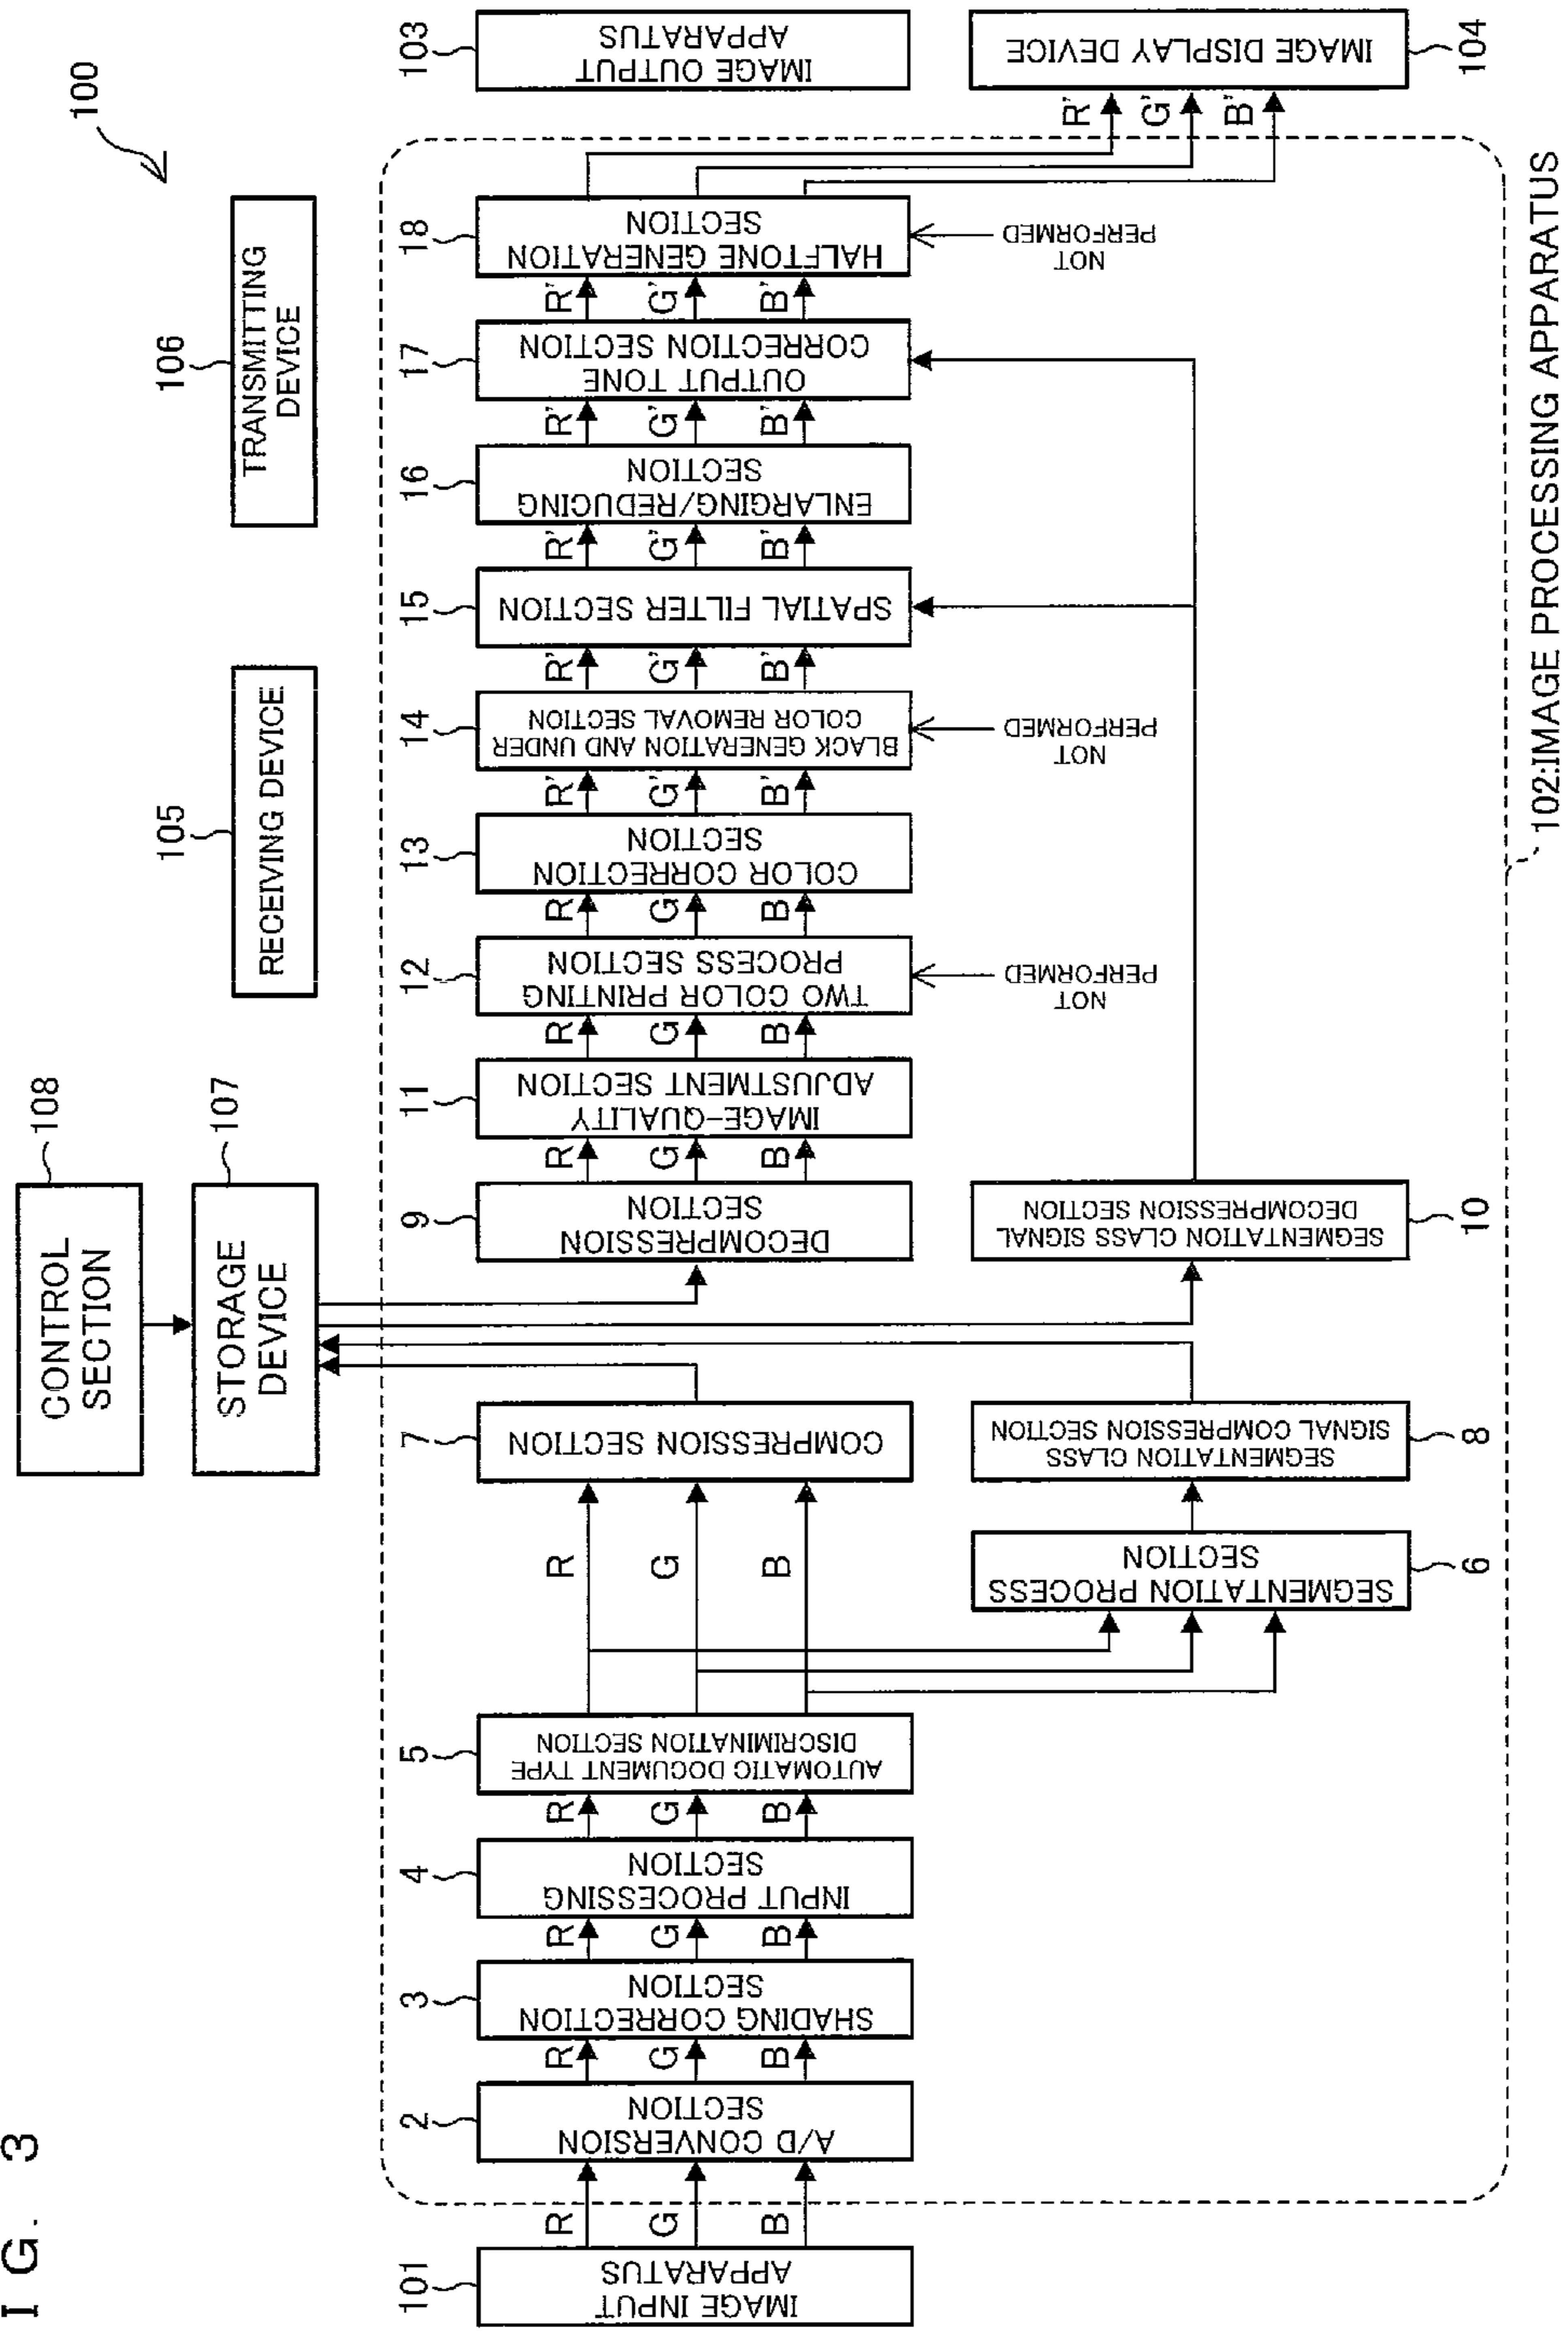 I G. 3
100
CONTROL
SECTION
108
STORAGE
DEVICE
107
RECEIVING DEVICE
105
TRANSMITTING
DEVICE
106
IMAGE INPUT
APPARATUS
101
R
G
B
A/D CONVERSION
SECTION
2
R
G
B
SHADING CORRECTION
SECTION
3
R
G
B
INPUT PROCESSING
SECTION
4
R
G
B
AUTOMATIC DOCUMENT TYPE
DISCRIMINATION SECTION
5
R
G
B
COMPRESSION SECTION
7
SEGMENTATION PROCESS
SECTION
6
SEGMENTATION CLASS
SIGNAL COMPRESSION SECTION
8
DECOMPRESSION
SECTION
9
SEGMENTATION CLASS SIGNAL
DECOMPRESSION SECTION
10
R
G
B
IMAGE-QUALITY
ADJUSTMENT SECTION
11
R
G
B
TWO COLOR PRINTING
PROCESS SECTION
12
NOT
PERFORMED
R
G
B
COLOR CORRECTION
SECTION
13
R'
G'
B'
BLACK GENERATION AND UNDER
COLOR REMOVAL SECTION
14
NOT
PERFORMED
R'
G'
B'
SPATIAL FILTER SECTION
15
R'
G'
B'
ENLARGING/REDUCING
SECTION
16
R'
G'
B'
OUTPUT TONE
CORRECTION SECTION
17
R'
G'
B'
HALFTONE GENERATION
SECTION
18
NOT
PERFORMED
R'
G'
B'
IMAGE OUTPUT
APPARATUS
103
IMAGE DISPLAY DEVICE
104
102:IMAGE PROCESSING APPARATUS